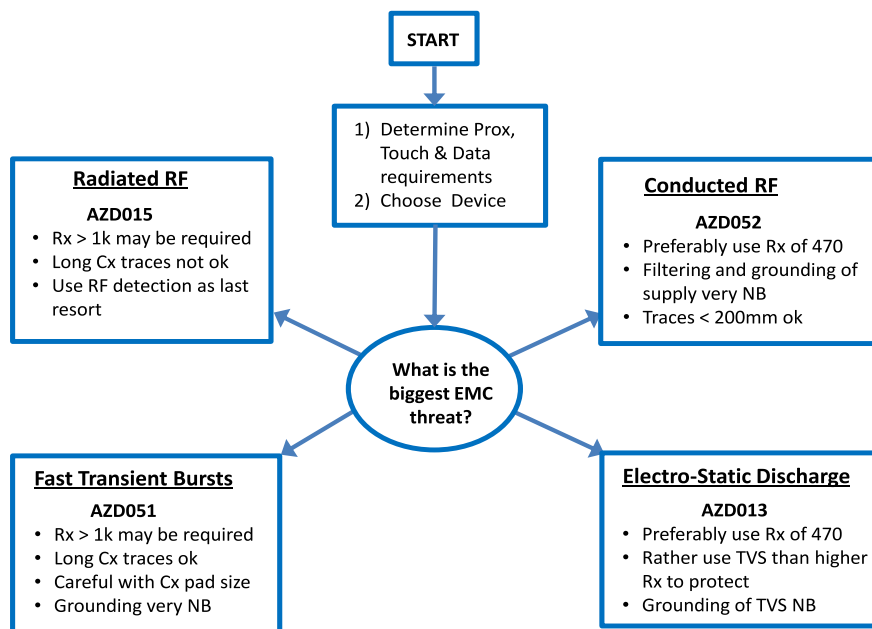 START
1) Determine Prox,
Touch & Data
requirements
2) Choose Device
Radiated RF
AZD015
• Rx > 1k may be required
• Long Cx traces not ok
• Use RF detection as last
resort
Conducted RF
AZD052
• Preferably use Rx of 470
• Filtering and grounding of
supply very NB
• Traces < 200mm ok
What is the
biggest EMC
threat?
Fast Transient Bursts
AZD051
• Rx > 1k may be required
• Long Cx traces ok
• Careful with Cx pad size
• Grounding very NB
Electro-Static Discharge
AZD013
• Preferably use Rx of 470
• Rather use TVS than higher
Rx to protect
• Grounding of TVS NB